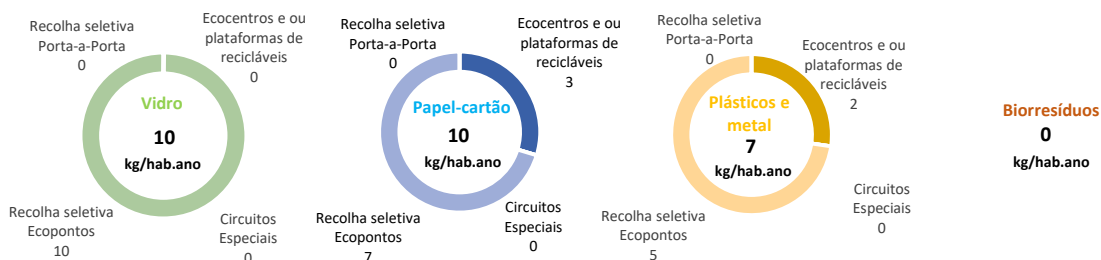 Recolha seletiva
Porta-a-Porta
0
Ecocentros e ou
plataformas de
recicláveis
0
Vidro
10
kg/hab.ano
Recolha seletiva
Ecopontos
10
Circuitos
Especiais
0
Recolha seletiva
Porta-a-Porta
0
Ecocentros e ou
plataformas de
recicláveis
3
Papel-cartão
10
kg/hab.ano
Recolha seletiva
Ecopontos
7
Circuitos
Especiais
0
Recolha seletiva
Porta-a-Porta
0
Ecocentros e ou
plataformas de
recicláveis
2
Plásticos e
metal
7
kg/hab.ano
Recolha seletiva
Ecopontos
5
Circuitos
Especiais
0
Biorresíduos
0
kg/hab.ano